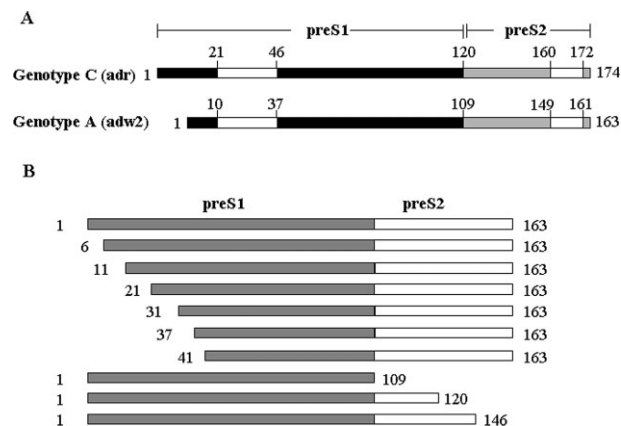 A
preS1 preS2
21 46 120 160 172
Genotype C (adr) 1 174
10 37 109 149 161
Genotype A (adw2) 1 163
B
preS1 preS2
1 163
6 163
11 163
21 163
31 163
37 163
41 163
1 109
1 120
1 146